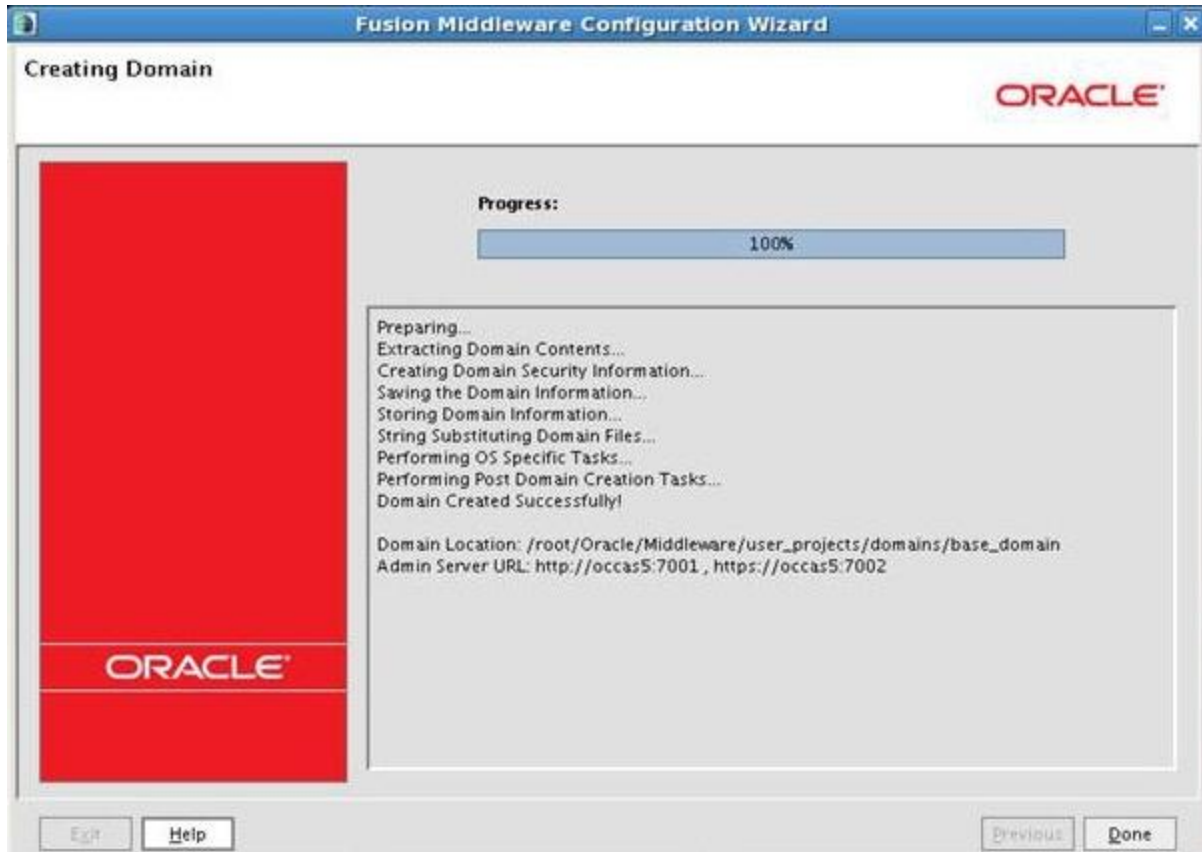 Fusion Middleware Configuration Wizard
Creating Domain
ORACLE
Progress:
100%
Preparing...
Extracting Domain Contents...
Creating Domain Security Information...
Saving the Domain Information...
Storing Domain Information...
String Substituting Domain Files...
Performing OS Specific Tasks...
Performing Post Domain Creation Tasks...
Domain Created Successfully!
Domain Location: /root/Oracle/Middleware/user_projects/domains/base_domain
Admin Server URL: http://occas5:7001 , https://occas5:7002
ORACLE
Exit
Help
Previous
Done